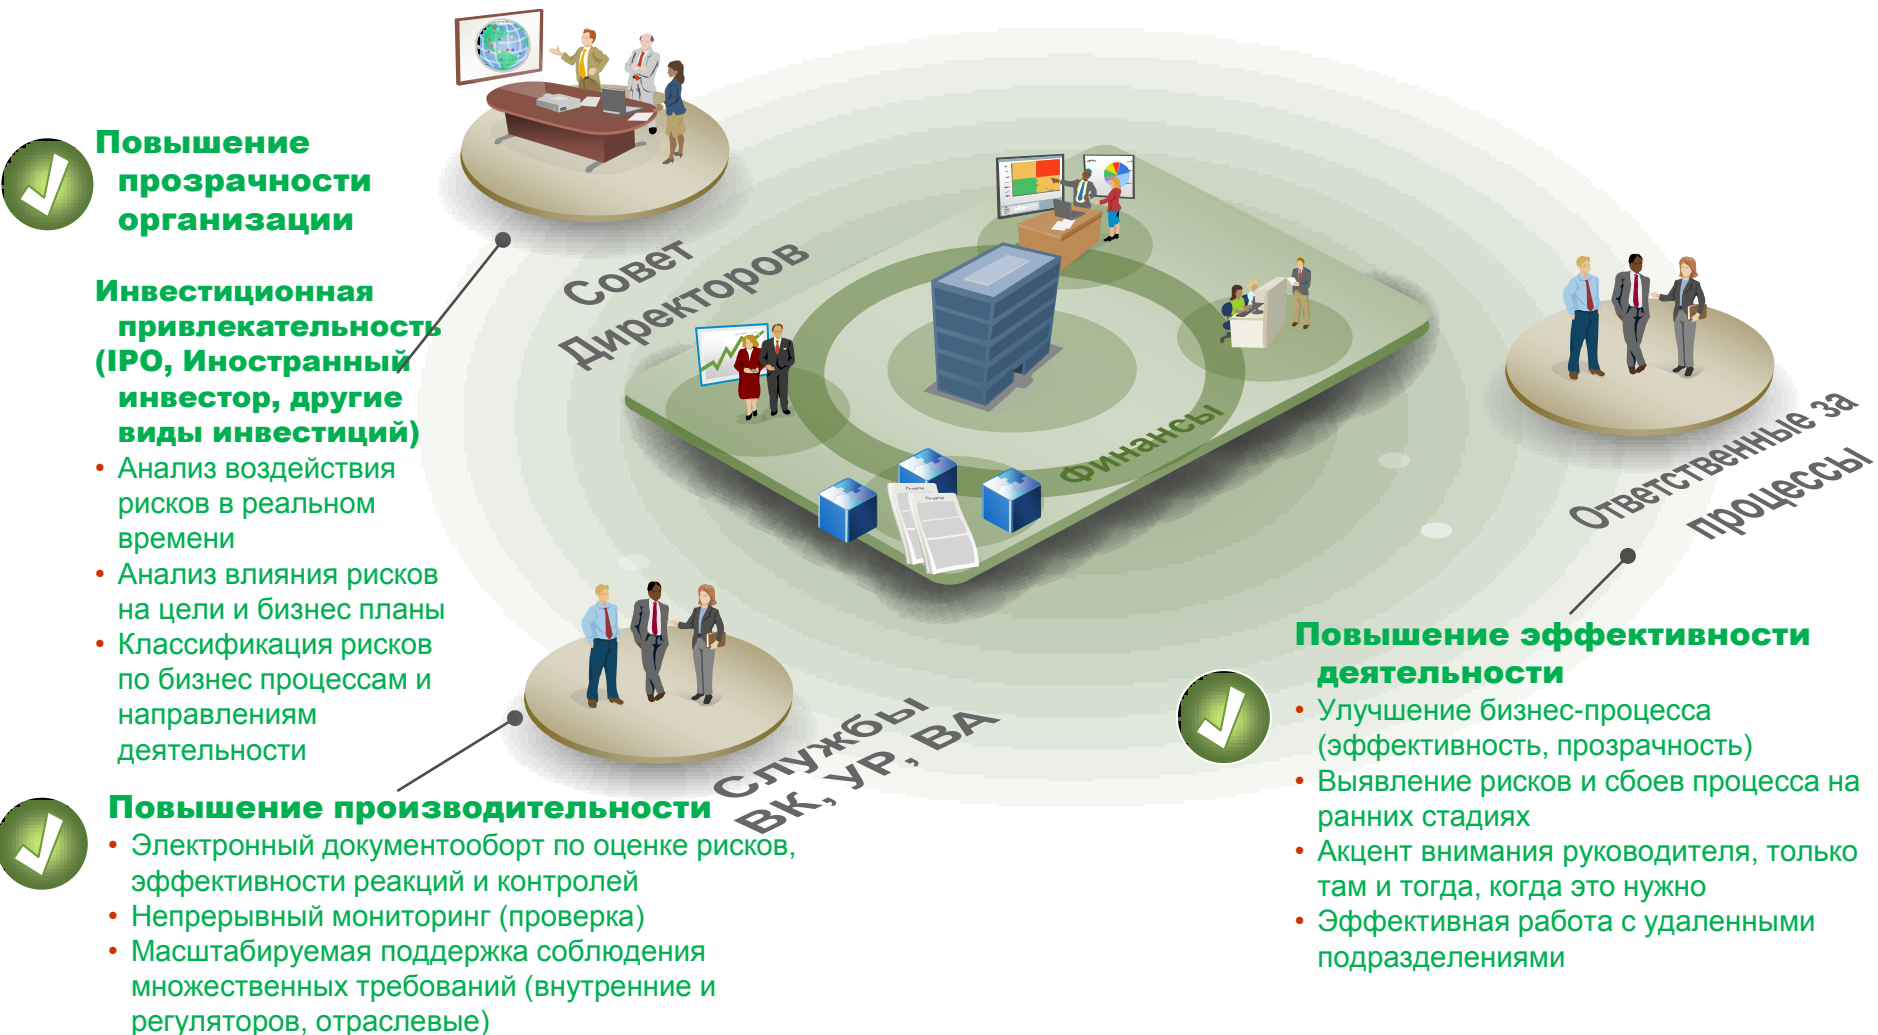 Повышение
прозрачности
организации
Инвестиционная
привлекательность
(IPO, Иностранный
инвестор, другие
виды инвестиций)
• Анализ воздействия
рисков в реальном
времени
• Анализ влияния рисков
на цели и бизнес планы
• Классификация рисков
по бизнес процессам и
направлениям
деятельности
Совет
Директоров
Финансы
Ответственные за
процессы
Службы
ВК, УР, ВА
Повышение производительности
• Электронный документооборт по оценке рисков,
эффективности реакций и контролей
• Непрерывный мониторинг (проверка)
• Масштабируемая поддержка соблюдения
множественных требований (внутренние и
регуляторов, отраслевые)
Повышение эффективности
деятельности
• Улучшение бизнес-процесса
(эффективность, прозрачность)
• Выявление рисков и сбоев процесса на
ранних стадиях
• Акцент внимания руководителя, только
там и тогда, когда это нужно
• Эффективная работа с удаленными
подразделениями